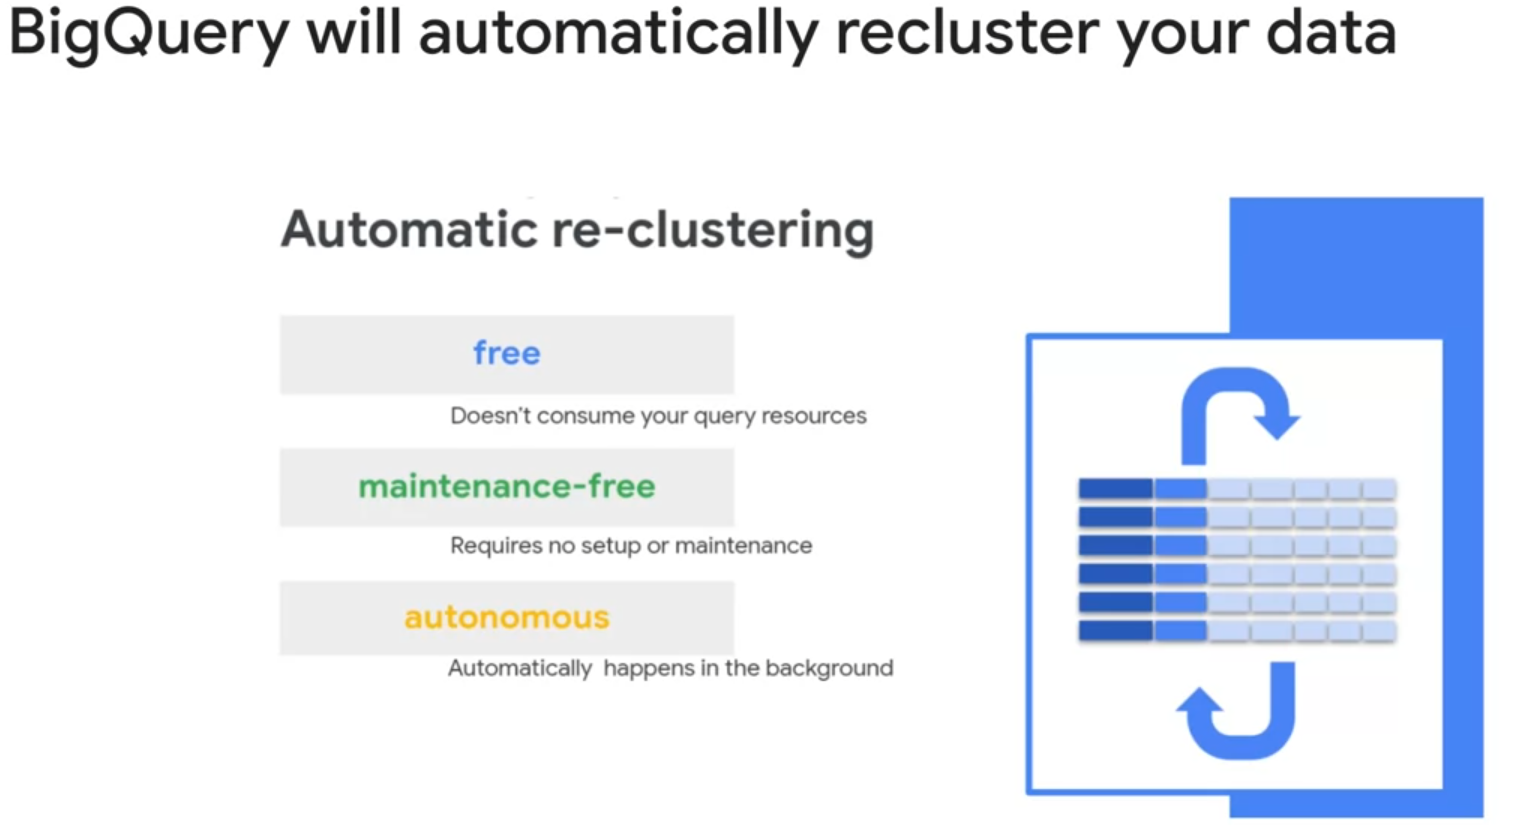 BigQuery will automatically recluster your data
Automatic re-clustering
free
Doesn't consume your query resources
maintenance-free
Requires no setup or maintenance
autonomous
Automatically happens in the background